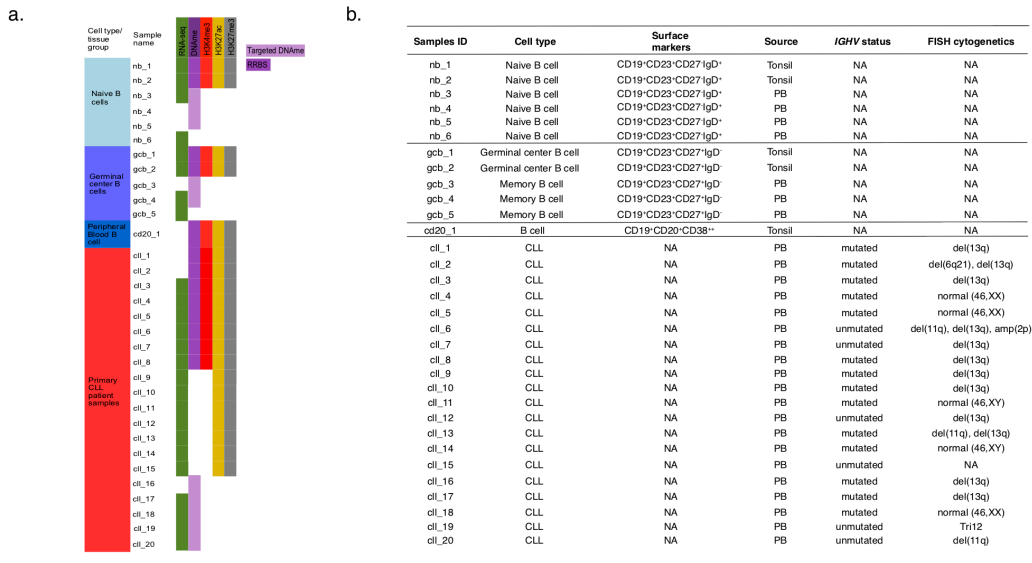 a.
Cell type/
tissue
group
Sample
name
RNA-seq
DNAme
H3K4me3
H3K27ac
H3K27me3
Targeted DNAme
RRBS
Naive B
cells
nb_1
nb_2
nb_3
nb_4
nb_5
nb_6
Germinal
center B
cells
gcb_1
gcb_2
gcb_3
gcb_4
gcb_5
Peripheral
Blood B
cell
cd20_1
Primary
CLL
patient
samples
cll_1
cll_2
cll_3
cll_4
cll_5
cll_6
cll_7
cll_8
cll_9
cll_10
cll_11
cll_12
cll_13
cll_14
cll_15
cll_16
cll_17
cll_18
cll_19
cll_20
b.
Samples ID Cell type Surface markers Source IGHV status FISH cytogenetics
nb_1 Naive B cell CD19⁺CD23⁺CD27⁻IgD⁺ Tonsil NA NA
nb_2 Naive B cell CD19⁺CD23⁺CD27⁻IgD⁺ Tonsil NA NA
nb_3 Naive B cell CD19⁺CD23⁺CD27⁻IgD⁺ PB NA NA
nb_4 Naive B cell CD19⁺CD23⁺CD27⁻IgD⁺ PB NA NA
nb_5 Naive B cell CD19⁺CD23⁺CD27⁻IgD⁺ PB NA NA
nb_6 Naive B cell CD19⁺CD23⁺CD27⁻IgD⁺ PB NA NA
gcb_1 Germinal center B cell CD19⁺CD23⁺CD27⁺IgD⁻ Tonsil NA NA
gcb_2 Germinal center B cell CD19⁺CD23⁺CD27⁺IgD⁻ Tonsil NA NA
gcb_3 Memory B cell CD19⁺CD23⁺CD27⁺IgD⁻ PB NA NA
gcb_4 Memory B cell CD19⁺CD23⁺CD27⁺IgD⁻ PB NA NA
gcb_5 Memory B cell CD19⁺CD23⁺CD27⁺IgD⁻ PB NA NA
cd20_1 B cell CD19⁺CD20⁺CD38⁺⁺ Tonsil NA NA
cll_1 CLL NA PB mutated del(13q)
cll_2 CLL NA PB mutated del(6q21), del(13q)
cll_3 CLL NA PB mutated del(13q)
cll_4 CLL NA PB mutated normal (46,XX)
cll_5 CLL NA PB mutated normal (46,XX)
cll_6 CLL NA PB unmutated del(11q), del(13q), amp(2p)
cll_7 CLL NA PB unmutated del(13q)
cll_8 CLL NA PB mutated del(13q)
cll_9 CLL NA PB mutated del(13q)
cll_10 CLL NA PB mutated del(13q)
cll_11 CLL NA PB mutated normal (46,XY)
cll_12 CLL NA PB unmutated del(13q)
cll_13 CLL NA PB mutated del(11q), del(13q)
cll_14 CLL NA PB mutated normal (46,XY)
cll_15 CLL NA PB unmutated NA
cll_16 CLL NA PB mutated del(13q)
cll_17 CLL NA PB mutated del(13q)
cll_18 CLL NA PB mutated normal (46,XX)
cll_19 CLL NA PB unmutated Tri12
cll_20 CLL NA PB unmutated del(11q)